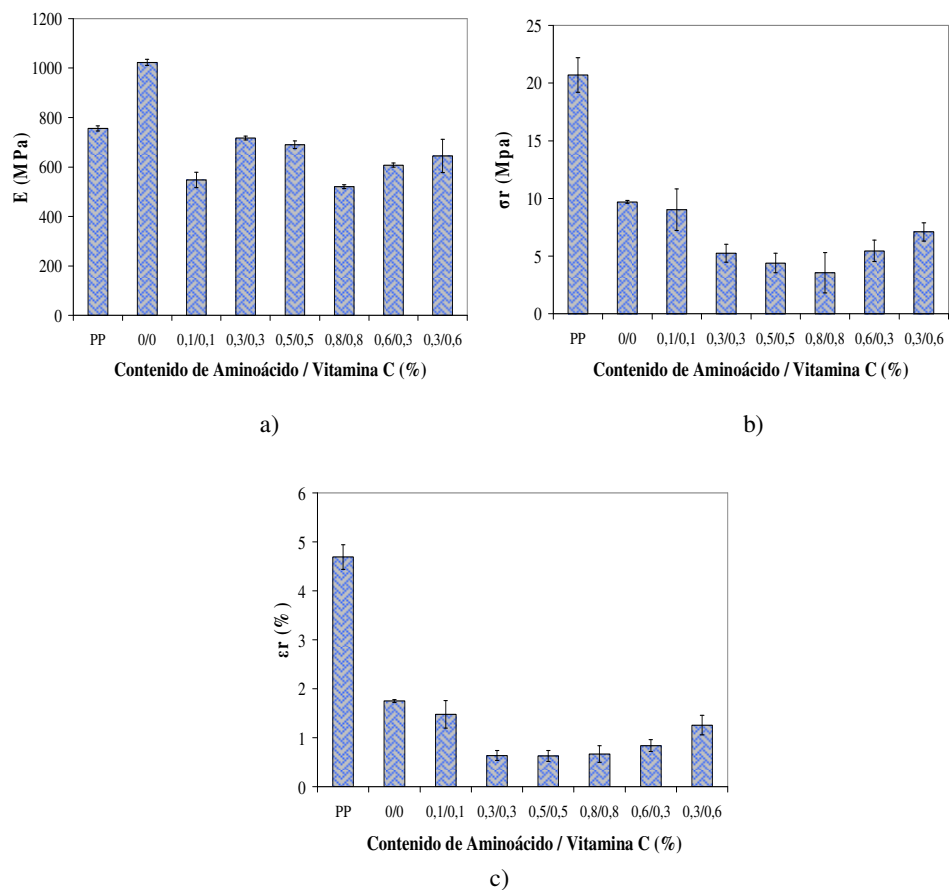 1200
1000
800
600
400
200
0
E (MPa)
PP 0/0 0,1/0,1 0,3/0,3 0,5/0,5 0,8/0,8 0,6/0,3 0,3/0,6
Contenido de Aminoácido / Vitamina C (%)
a)
25
20
15
10
5
0
σr (Mpa)
PP 0/0 0,1/0,1 0,3/0,3 0,5/0,5 0,8/0,8 0,6/0,3 0,3/0,6
Contenido de Aminoácido / Vitamina C (%)
b)
6
5
4
3
2
1
0
εr (%)
PP 0/0 0,1/0,1 0,3/0,3 0,5/0,5 0,8/0,8 0,6/0,3 0,3/0,6
Contenido de Aminoácido / Vitamina C (%)
c)